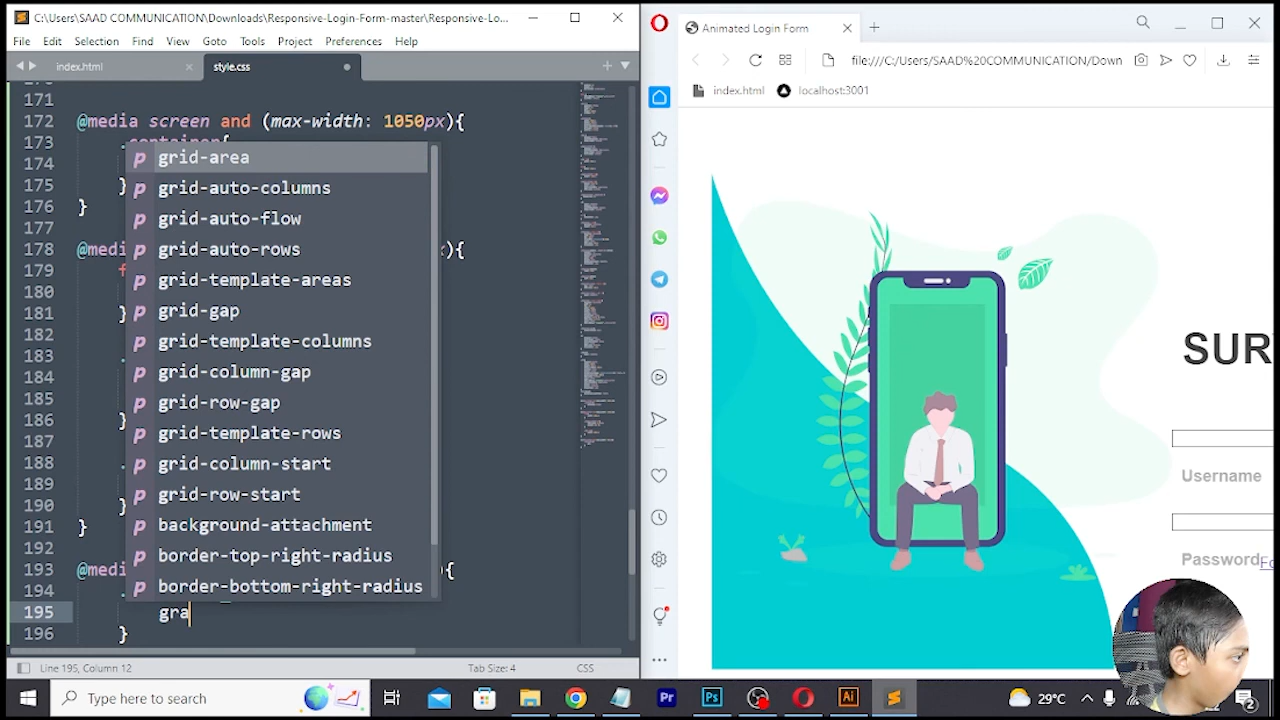 C:\Users\SAAD COMMUNICATION\Downloads\Responsive-Login-Form-master\Responsive-Lo...
File Edit Selection Find View Goto Tools Project Preferences Help
index.html
style.css
171
172 @media screen and (max-width: 1050px){
173 .container{
174
175 }
176 }
177
178 @medi x){
179 f
180
181 }
182
183 .
184
185
186 }
187
188 .
189
190 }
191 }
192
193 @medi {
194 .
195 gra
196 }
p grid-area
p grid-auto-columns
p grid-auto-flow
p grid-auto-rows
p grid-template-areas
p grid-gap
p grid-template-columns
p grid-column-gap
p grid-row-gap
p grid-template-rows
p grid-column-start
p grid-row-start
p background-attachment
p border-top-right-radius
p border-bottom-right-radius
Line 195, Column 12
Tab Size: 4
CSS
Animated Login Form
file:///C:/Users/SAAD%20COMMUNICATION/Down
index.html
localhost:3001
SUR
Username
Password
Fo
Type here to search
Pr
Ps
Ai
29°C
2